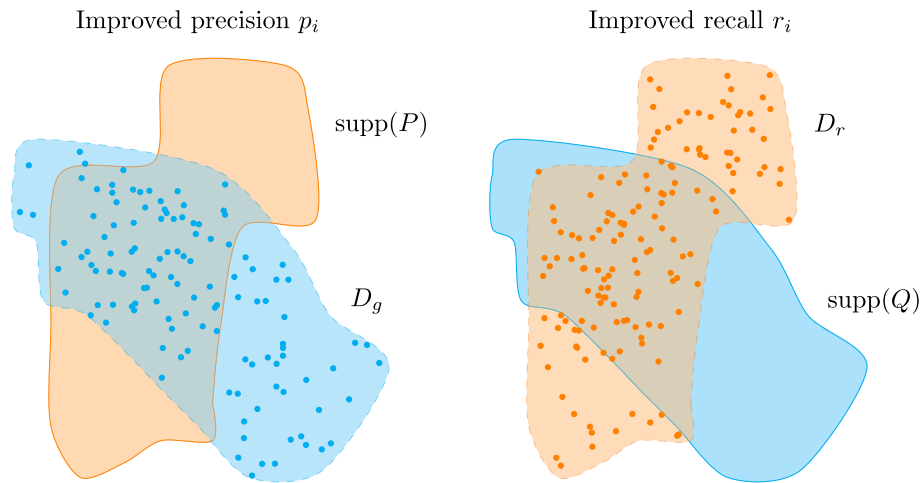 Improved precision $p_i$
Improved recall $r_i$
supp($P$)
$D_g$
$D_r$
supp($Q$)